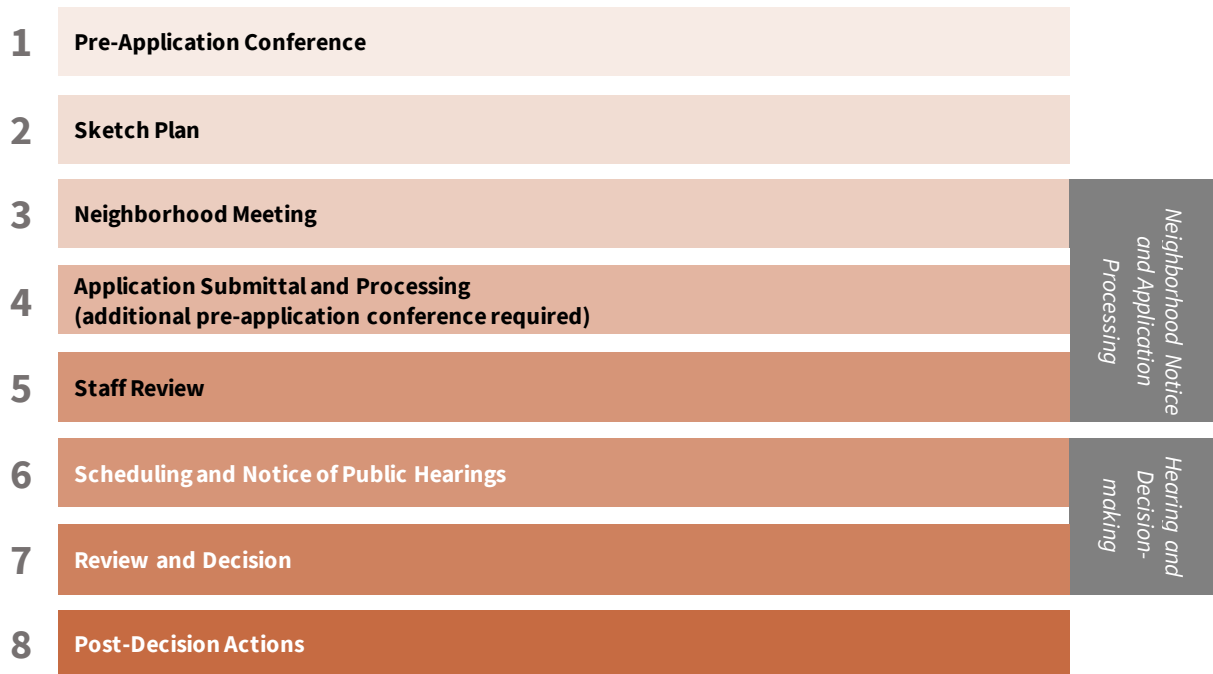 1
Pre-Application Conference
2
Sketch Plan
3
Neighborhood Meeting
4
Application Submittal and Processing
(additional pre-application conference required)
5
Staff Review
Neighborhood Notice
and Application
Processing
6
Scheduling and Notice of Public Hearings
7
Review and Decision
Hearing and
Decision-
making
8
Post-Decision Actions